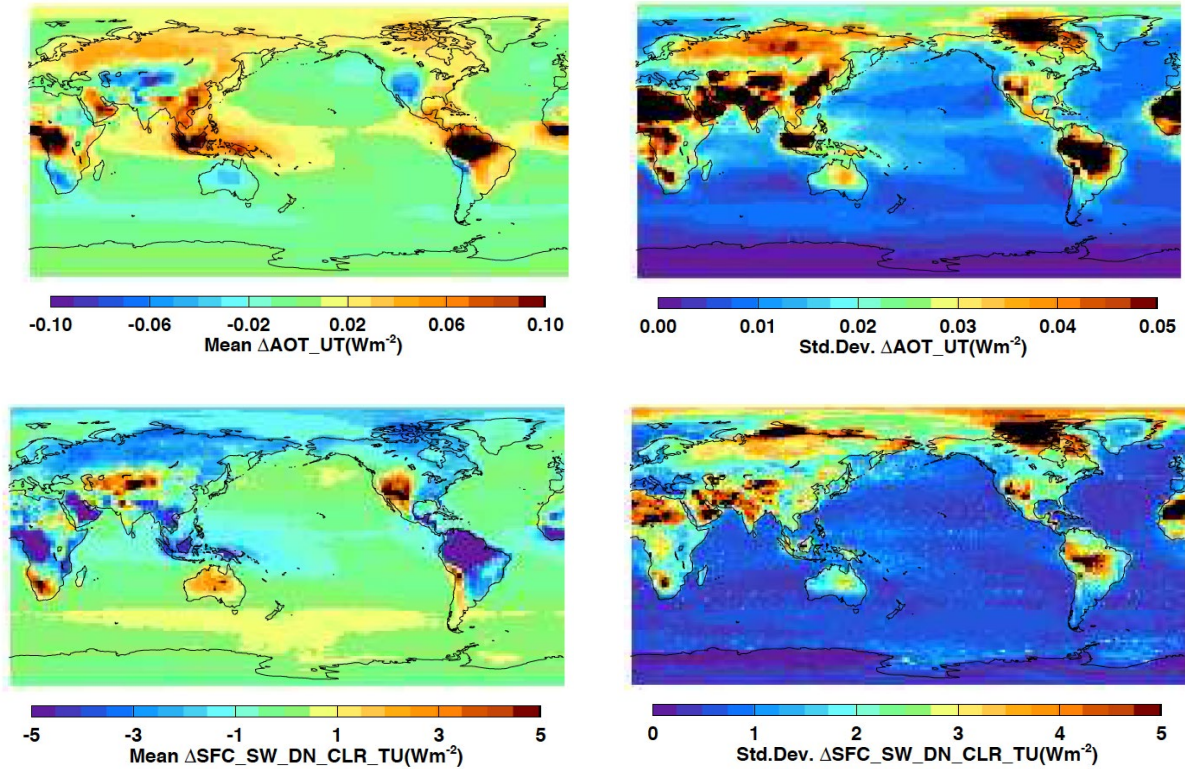 -0.10 -0.06 -0.02 0.02 0.06 0.10
Mean ΔAOT_UT(Wm⁻²)
0.00 0.01 0.02 0.03 0.04 0.05
Std.Dev. ΔAOT_UT(Wm⁻²)
-5 -3 -1 1 3 5
Mean ΔSFC_SW_DN_CLR_TU(Wm⁻²)
0 1 2 3 4 5
Std.Dev. ΔSFC_SW_DN_CLR_TU(Wm⁻²)